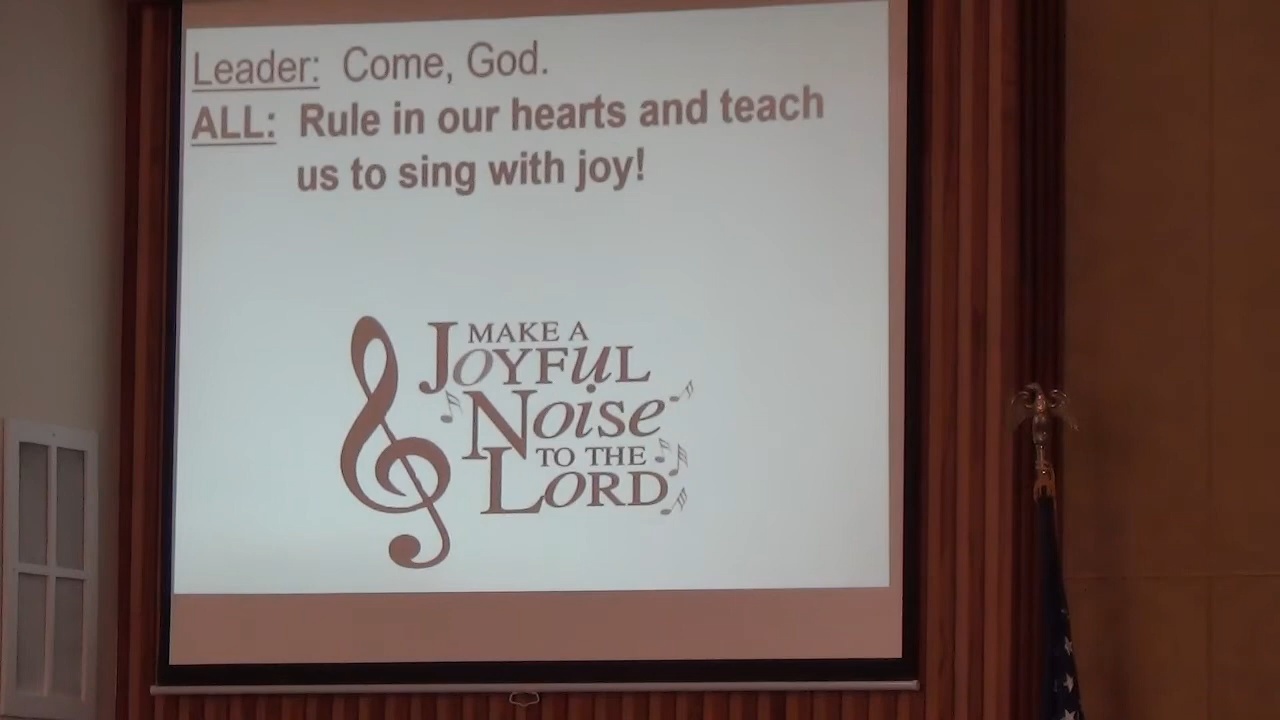 Leader: Come, God.
ALL: Rule in our hearts and teach
us to sing with joy!
MAKE A
JOYFUL
NOISE
TO THE
LORD